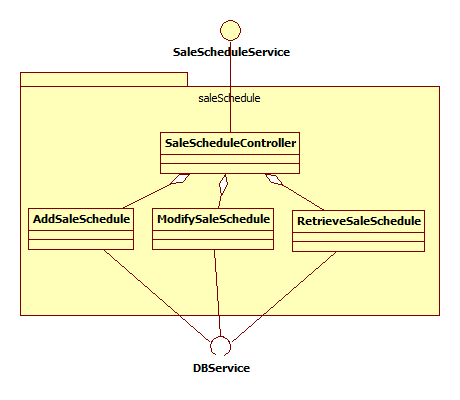 SaleScheduleService
saleSchedule
SaleScheduleController
AddSaleSchedule
ModifySaleSchedule
RetrieveSaleSchedule
DBService